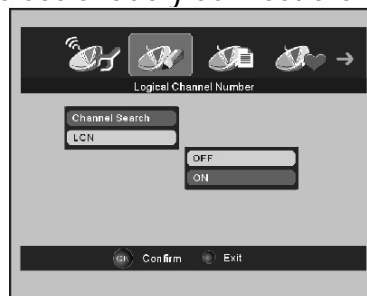 Logical Channel Number
Channel Search
LCN
OFF
ON
OK Confirm Exit